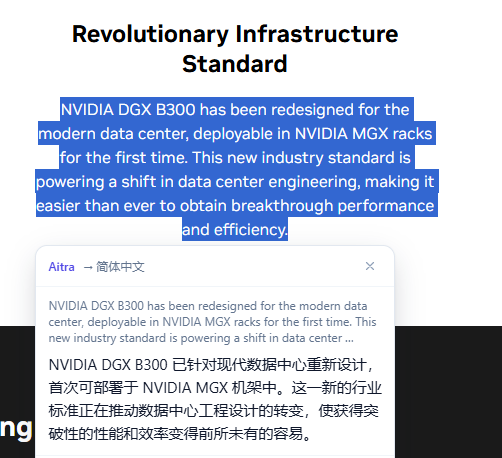 Revolutionary Infrastructure
Standard
NVIDIA DGX B300 has been redesigned for the
modern data center, deployable in NVIDIA MGX racks
for the first time. This new industry standard is
powering a shift in data center engineering, making it
easier than ever to obtain breakthrough performance
and efficiency.
Aitra → 简体中文 ×
NVIDIA DGX B300 has been redesigned for the modern data
center, deployable in NVIDIA MGX racks for the first time. This
new industry standard is powering a shift in data center ...
NVIDIA DGX B300 已针对现代数据中心重新设计，
首次可部署于 NVIDIA MGX 机架中。这一新的行业
标准正在推动数据中心工程设计的转变，使获得突
破性的性能和效率变得前所未有的容易。
ng